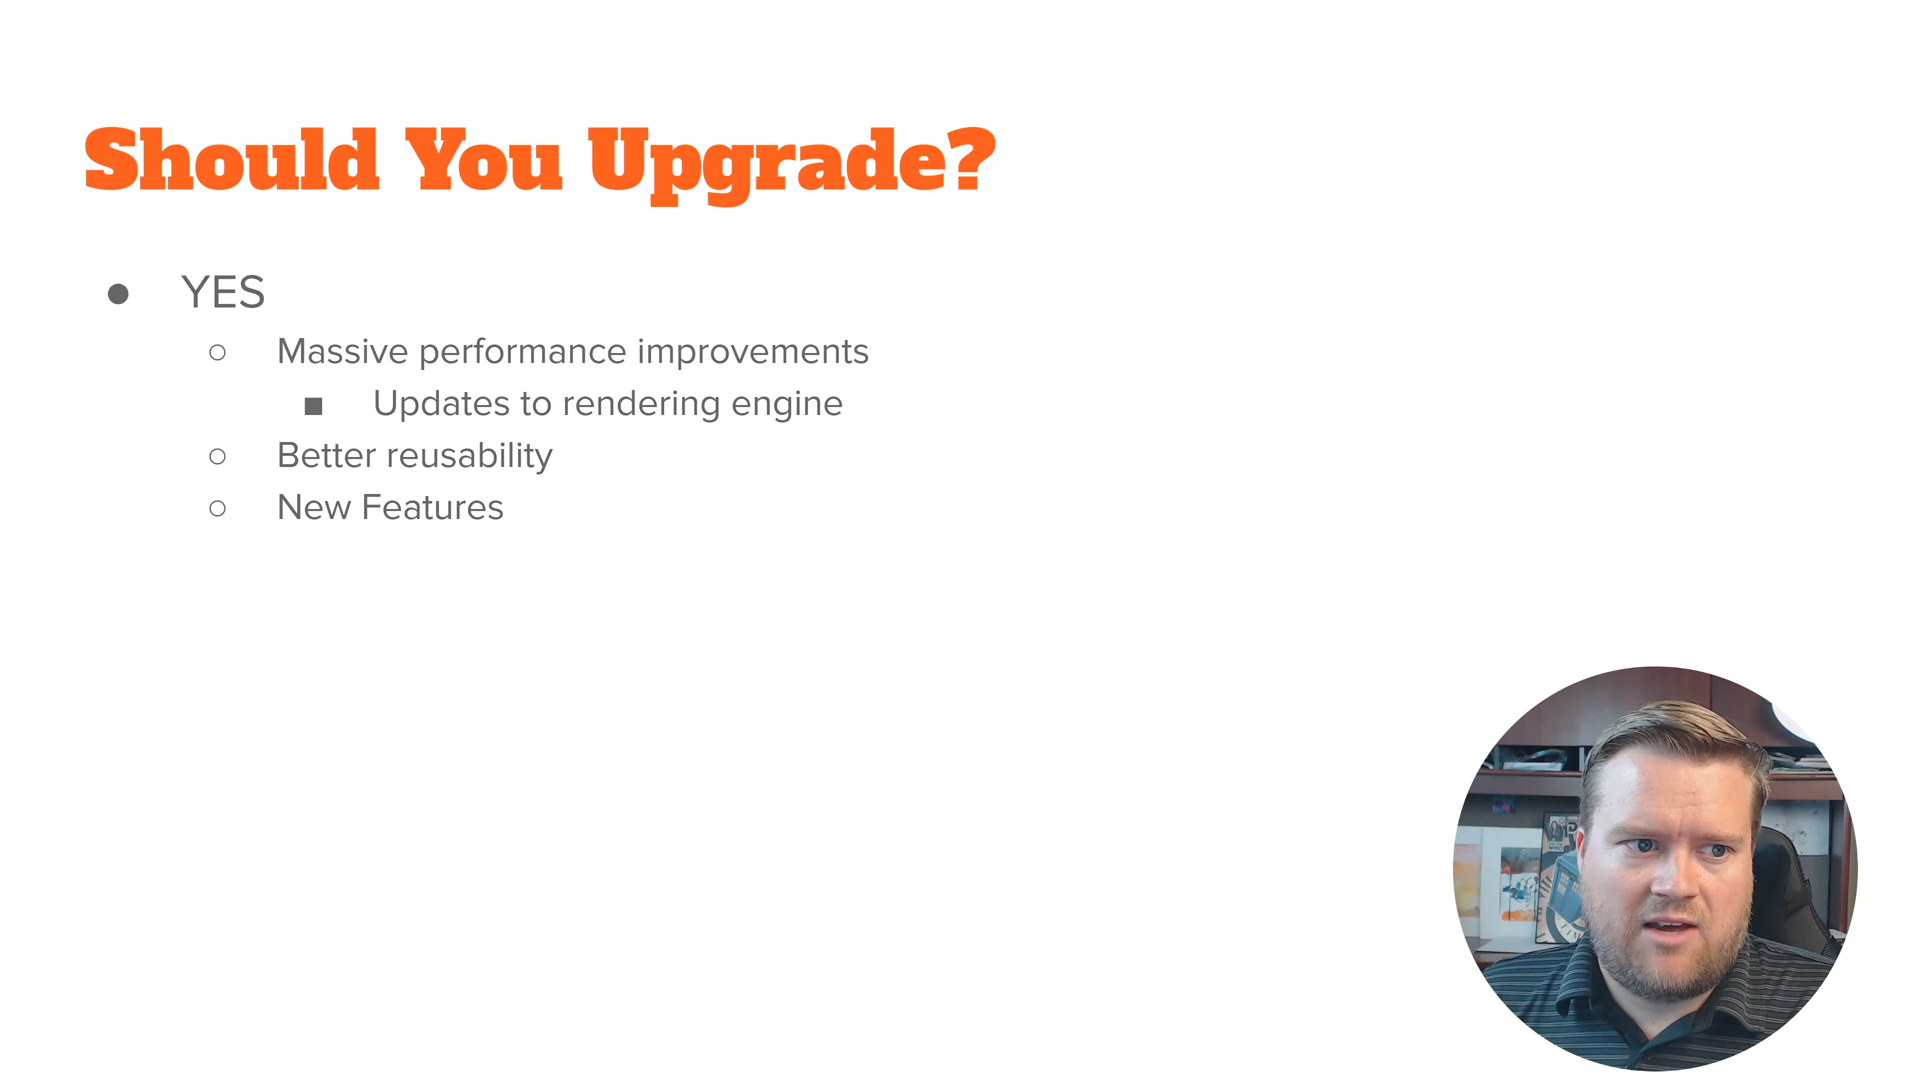 Should You Upgrade?
● YES
○ Massive performance improvements
■ Updates to rendering engine
○ Better reusability
○ New Features